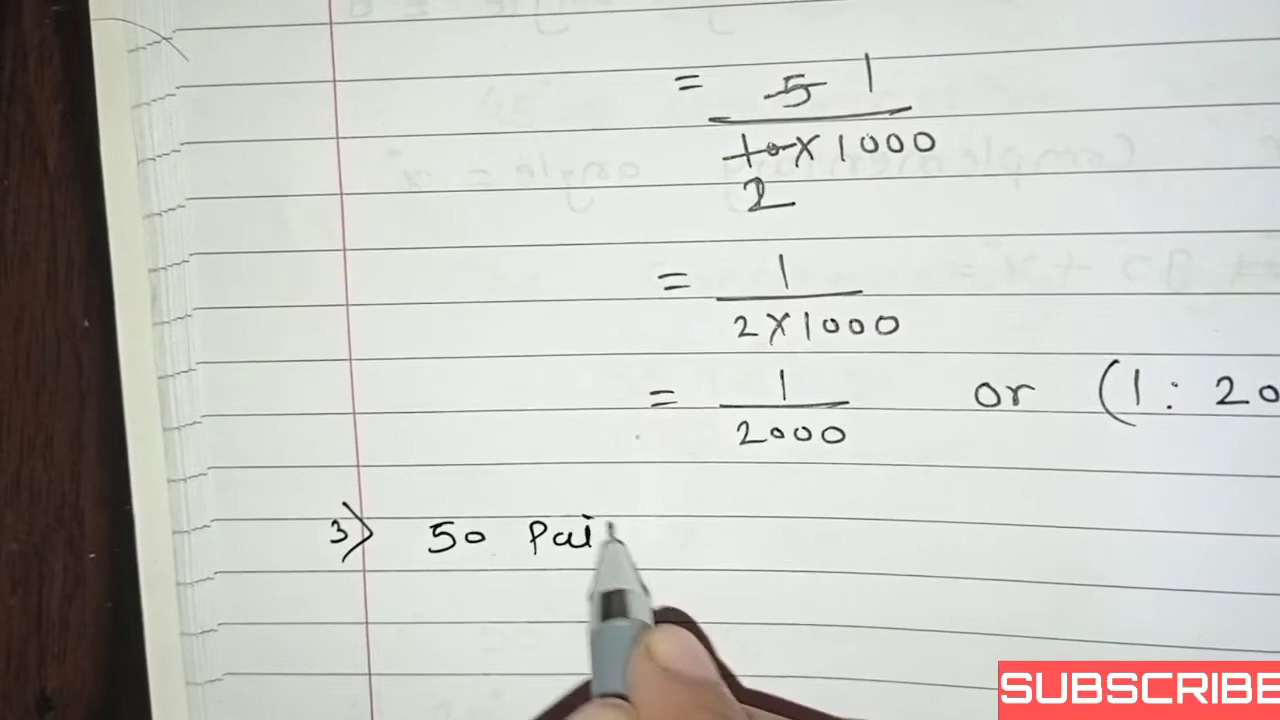 = 5 1
10 X 1000
2
= 1
2 X 1000
= 1 or (1 : 20
2000
3) 50 Pai
SUBSCRIBE